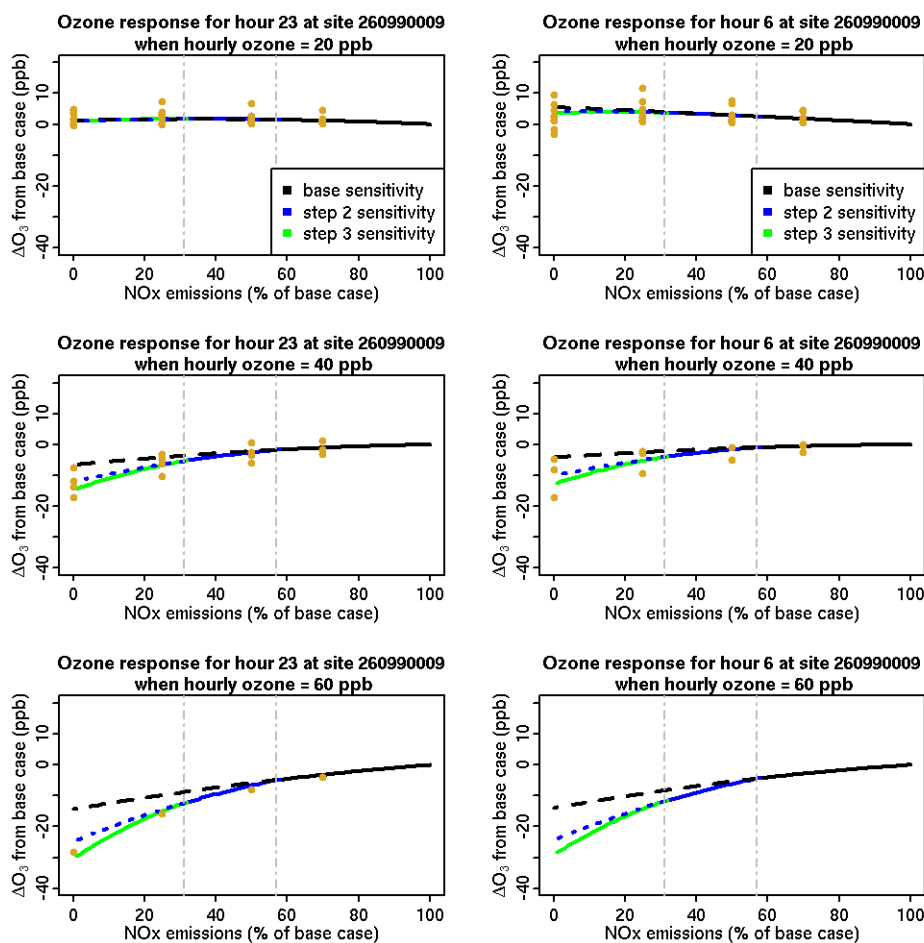 Ozone response for hour 23 at site 260990009
when hourly ozone = 20 ppb
ΔO₃ from base case (ppb)
10
0
-20
-40
base sensitivity
step 2 sensitivity
step 3 sensitivity
0 20 40 60 80 100
NOx emissions (% of base case)
Ozone response for hour 6 at site 260990009
when hourly ozone = 20 ppb
ΔO₃ from base case (ppb)
10
0
-20
-40
base sensitivity
step 2 sensitivity
step 3 sensitivity
0 20 40 60 80 100
NOx emissions (% of base case)
Ozone response for hour 23 at site 260990009
when hourly ozone = 40 ppb
ΔO₃ from base case (ppb)
10
0
-20
-40
0 20 40 60 80 100
NOx emissions (% of base case)
Ozone response for hour 6 at site 260990009
when hourly ozone = 40 ppb
ΔO₃ from base case (ppb)
10
0
-20
-40
0 20 40 60 80 100
NOx emissions (% of base case)
Ozone response for hour 23 at site 260990009
when hourly ozone = 60 ppb
ΔO₃ from base case (ppb)
10
0
-20
-40
0 20 40 60 80 100
NOx emissions (% of base case)
Ozone response for hour 6 at site 260990009
when hourly ozone = 60 ppb
ΔO₃ from base case (ppb)
10
0
-20
-40
0 20 40 60 80 100
NOx emissions (% of base case)